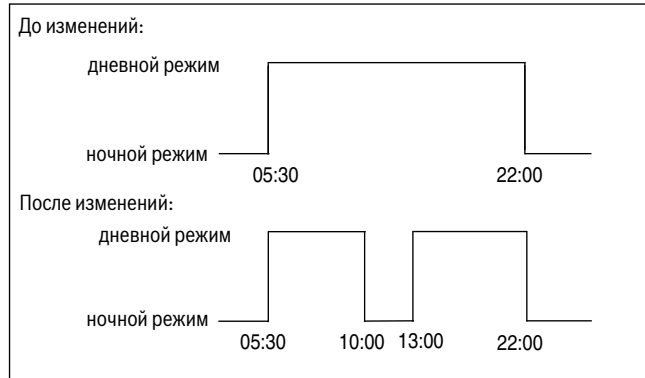 До изменений:
дневной режим
ночной режим
05:30 22:00
После изменений:
дневной режим
ночной режим
05:30 10:00 13:00 22:00